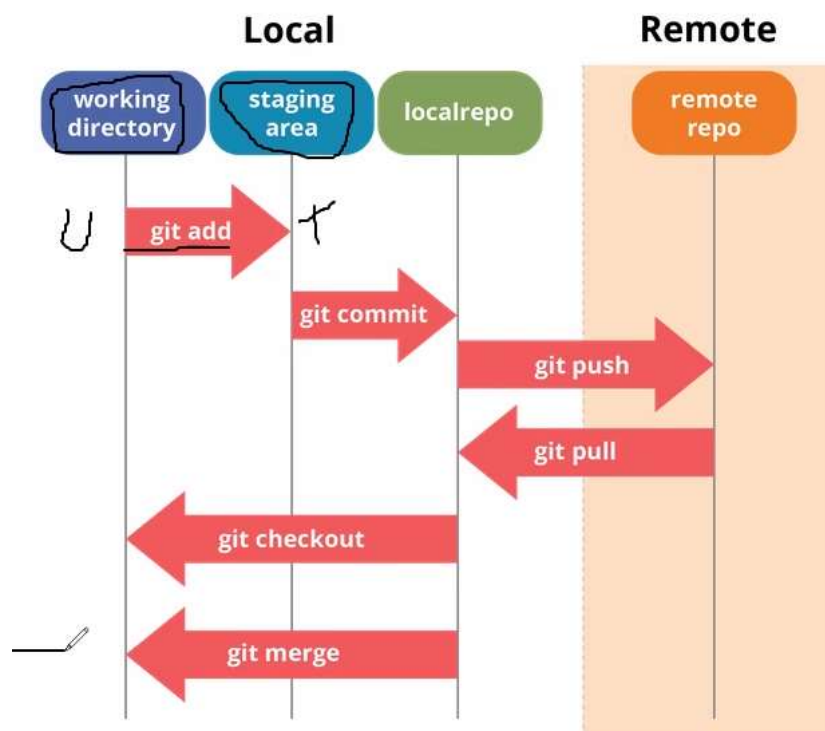 Local
Remote
working
directory
staging
area
localrepo
remote
repo
U
git add
T
git commit
git push
git pull
git checkout
git merge